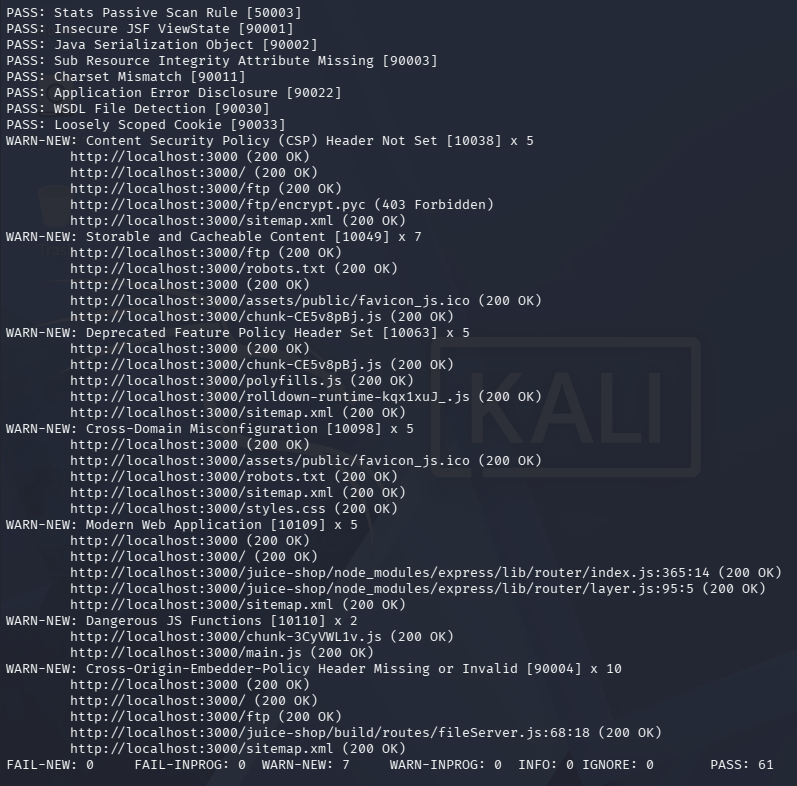 PASS: Stats Passive Scan Rule [50003]
PASS: Insecure JSF ViewState [90001]
PASS: Java Serialization Object [90002]
PASS: Sub Resource Integrity Attribute Missing [90003]
PASS: Charset Mismatch [90011]
PASS: Application Error Disclosure [90022]
PASS: WSDL File Detection [90030]
PASS: Loosely Scoped Cookie [90033]
WARN-NEW: Content Security Policy (CSP) Header Not Set [10038] x 5
http://localhost:3000 (200 OK)
http://localhost:3000/ (200 OK)
http://localhost:3000/ftp (200 OK)
http://localhost:3000/ftp/encrypt.pyc (403 Forbidden)
http://localhost:3000/sitemap.xml (200 OK)
WARN-NEW: Storable and Cacheable Content [10049] x 7
http://localhost:3000/ftp (200 OK)
http://localhost:3000/robots.txt (200 OK)
http://localhost:3000 (200 OK)
http://localhost:3000/assets/public/favicon_js.ico (200 OK)
http://localhost:3000/chunk-CE5v8pBj.js (200 OK)
WARN-NEW: Deprecated Feature Policy Header Set [10063] x 5
http://localhost:3000 (200 OK)
http://localhost:3000/chunk-CE5v8pBj.js (200 OK)
http://localhost:3000/polyfills.js (200 OK)
http://localhost:3000/rolldown-runtime-kqx1xuJ_.js (200 OK)
http://localhost:3000/sitemap.xml (200 OK)
WARN-NEW: Cross-Domain Misconfiguration [10098] x 5
http://localhost:3000 (200 OK)
http://localhost:3000/assets/public/favicon_js.ico (200 OK)
http://localhost:3000/robots.txt (200 OK)
http://localhost:3000/sitemap.xml (200 OK)
http://localhost:3000/styles.css (200 OK)
KALI
WARN-NEW: Modern Web Application [10109] x 5
http://localhost:3000 (200 OK)
http://localhost:3000/ (200 OK)
http://localhost:3000/juice-shop/node_modules/express/lib/router/index.js:365:14 (200 OK)
http://localhost:3000/juice-shop/node_modules/express/lib/router/layer.js:95:5 (200 OK)
http://localhost:3000/sitemap.xml (200 OK)
WARN-NEW: Dangerous JS Functions [10110] x 2
http://localhost:3000/chunk-3CyVWL1v.js (200 OK)
http://localhost:3000/main.js (200 OK)
WARN-NEW: Cross-Origin-Embedder-Policy Header Missing or Invalid [90004] x 10
http://localhost:3000 (200 OK)
http://localhost:3000/ (200 OK)
http://localhost:3000/ftp (200 OK)
http://localhost:3000/juice-shop/build/routes/fileServer.js:68:18 (200 OK)
http://localhost:3000/sitemap.xml (200 OK)
FAIL-NEW: 0 FAIL-INPROG: 0 WARN-NEW: 7 WARN-INPROG: 0 INFO: 0 IGNORE: 0 PASS: 61